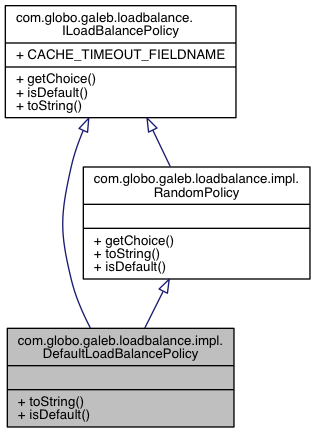 com.globo.galeb.loadbalance.
ILoadBalancePolicy
+ CACHE_TIMEOUT_FIELDNAME
+ getChoice()
+ isDefault()
+ toString()
com.globo.galeb.loadbalance.impl.
RandomPolicy
+ getChoice()
+ toString()
+ isDefault()
com.globo.galeb.loadbalance.impl.
DefaultLoadBalancePolicy
+ toString()
+ isDefault()